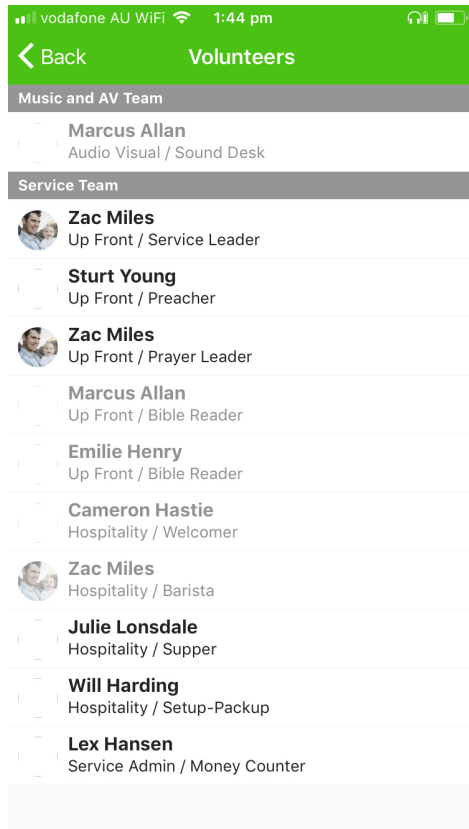 vodafone AU WiFi 1:44 pm
Back Volunteers
Music and AV Team
Marcus Allan
Audio Visual / Sound Desk
Service Team
Zac Miles
Up Front / Service Leader
Sturt Young
Up Front / Preacher
Zac Miles
Up Front / Prayer Leader
Marcus Allan
Up Front / Bible Reader
Emilie Henry
Up Front / Bible Reader
Cameron Hastie
Hospitality / Welcomer
Zac Miles
Hospitality / Barista
Julie Lonsdale
Hospitality / Supper
Will Harding
Hospitality / Setup-Packup
Lex Hansen
Service Admin / Money Counter